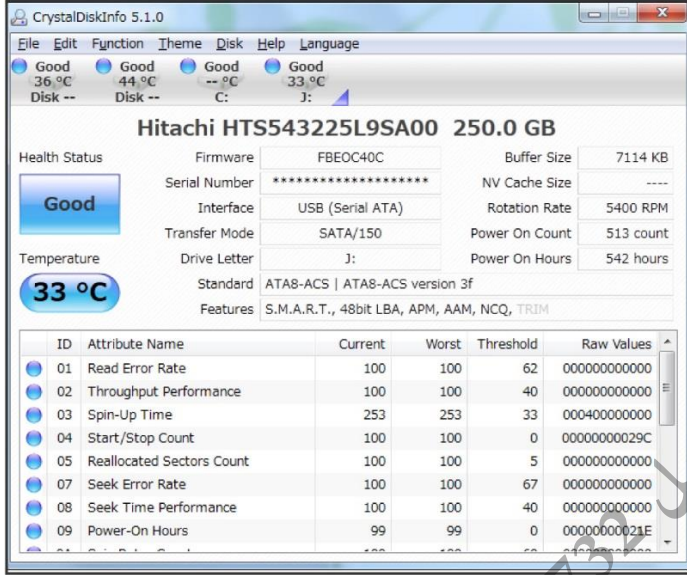 CrystalDiskInfo 5.1.0
File Edit Function Theme Disk Help Language
Good Good Good Good
36 °C 44 °C -- °C 33 °C
Disk -- Disk -- C: J:
Hitachi HTS543225L9SA00 250.0 GB
Health Status Firmware FBEOC40C Buffer Size 7114 KB
Serial Number ******************** NV Cache Size ----
Good Interface USB (Serial ATA) Rotation Rate 5400 RPM
Transfer Mode SATA/150 Power On Count 513 count
Temperature Drive Letter J: Power On Hours 542 hours
33 °C Standard ATA8-ACS | ATA8-ACS version 3f
Features S.M.A.R.T., 48bit LBA, APM, AAM, NCQ, TRIM
ID Attribute Name Current Worst Threshold Raw Values
01 Read Error Rate 100 100 62 000000000000
02 Throughput Performance 100 100 40 000000000000
03 Spin-Up Time 253 253 33 000400000000
04 Start/Stop Count 100 100 0 00000000029C
05 Reallocated Sectors Count 100 100 5 000000000000
07 Seek Error Rate 100 100 67 000000000000
08 Seek Time Performance 100 100 40 000000000000
09 Power-On Hours 99 99 0 00000000021E
732